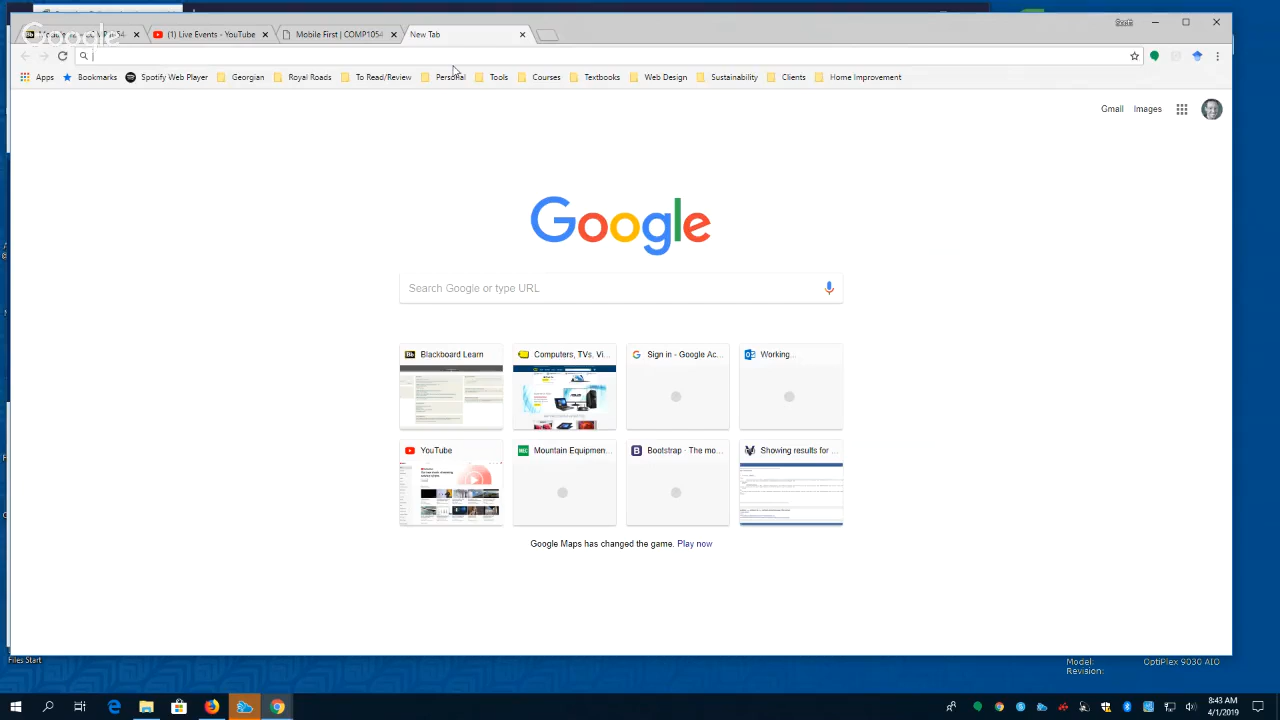 Google
(1) Live Events - YouTube
Mobile First | COMP1054
New Tab
Apps
Bookmarks
Spotify Web Player
Georgian
Royal Roads
To Read/Review
Personal
Tools
Courses
Textbooks
Web Design
Sustainability
Clients
Home Improvement
Gmail
Images
Google
Search Google or type URL
Blackboard Learn
Computers, TVs, Vi...
Sign in - Google Ac...
Working...
YouTube
Mountain Equipmen...
Bootstrap · The mo...
Showing results for ...
Google Maps has changed the game. Play now
Files Start
Model: OptiPlex 9030 AIO
Revision:
8:43 AM
4/1/2019